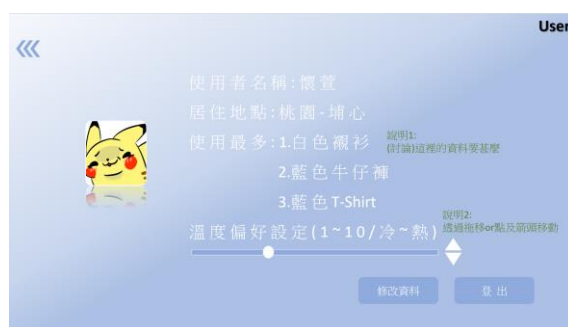 User
使用者名稱:懷萱
居住地點:桃園-埔心
使用最多:1.白色襯衫
說明1:
(討論)這裡的資料要甚麼
2.藍色牛仔褲
3.藍色T-Shirt
說明2:
透過拖移or點及箭頭移動
溫度偏好設定(1~10/冷~熱)
修改資料
登出